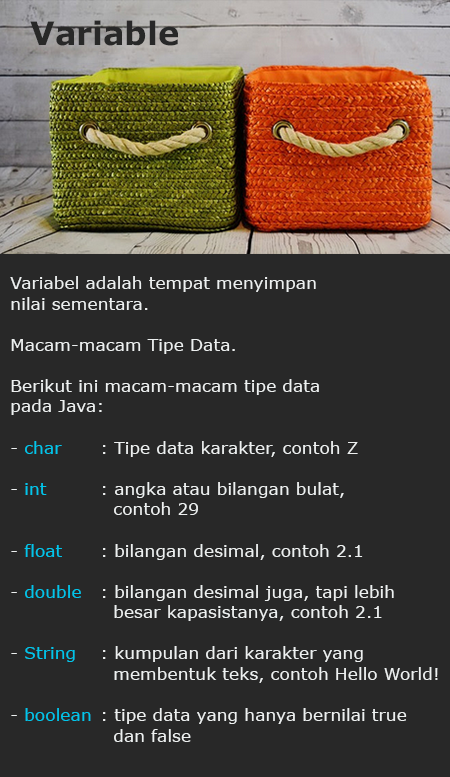 Variable
Variabel adalah tempat menyimpan
nilai sementara.
Macam-macam Tipe Data.
Berikut ini macam-macam tipe data
pada Java:
- char : Tipe data karakter, contoh Z
- int : angka atau bilangan bulat,
contoh 29
- float : bilangan desimal, contoh 2.1
- double : bilangan desimal juga, tapi lebih
besar kapasistanya, contoh 2.1
- String : kumpulan dari karakter yang
membentuk teks, contoh Hello World!
- boolean : tipe data yang hanya bernilai true
dan false